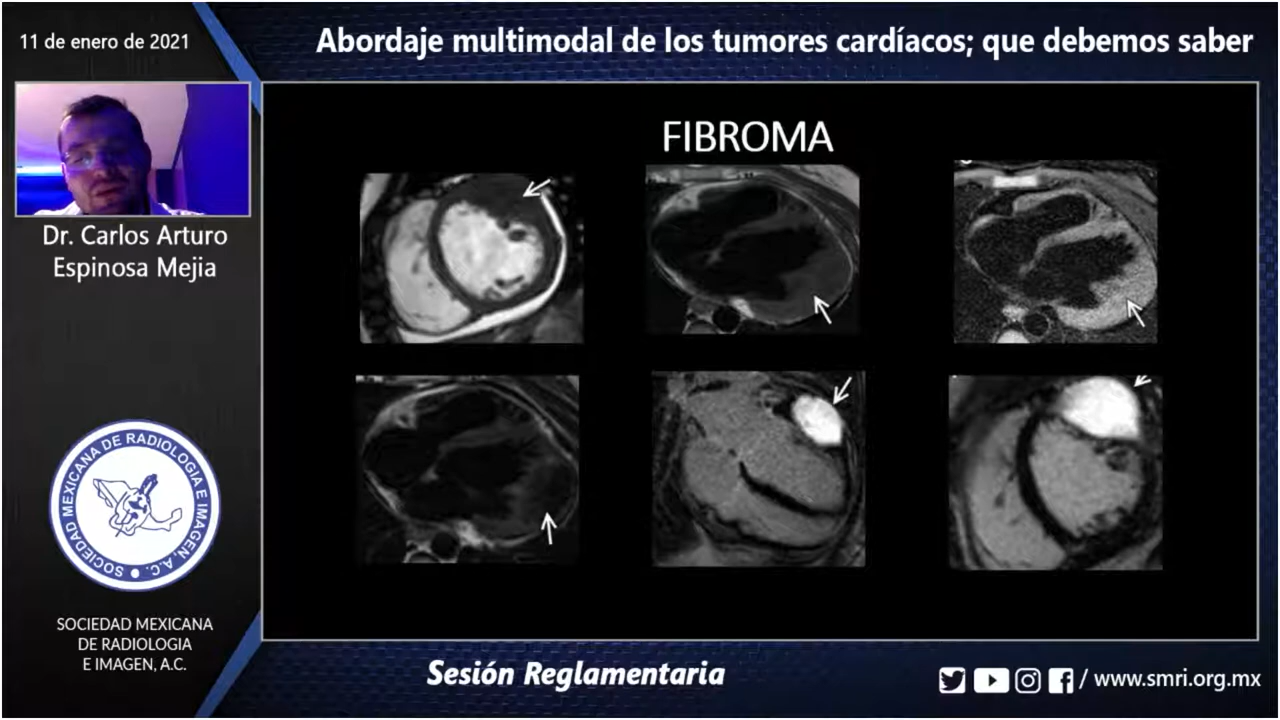 11 de enero de 2021
Abordaje multimodal de los tumores cardíacos; que debemos saber
FIBROMA
Dr. Carlos Arturo
Espinosa Mejia
SOCIEDAD MEXICANA DE RADIOLOGIA E IMAGEN, A.C.
SOCIEDAD MEXICANA
DE RADIOLOGIA
E IMAGEN, A.C.
Sesión Reglamentaria
/ www.smri.org.mx